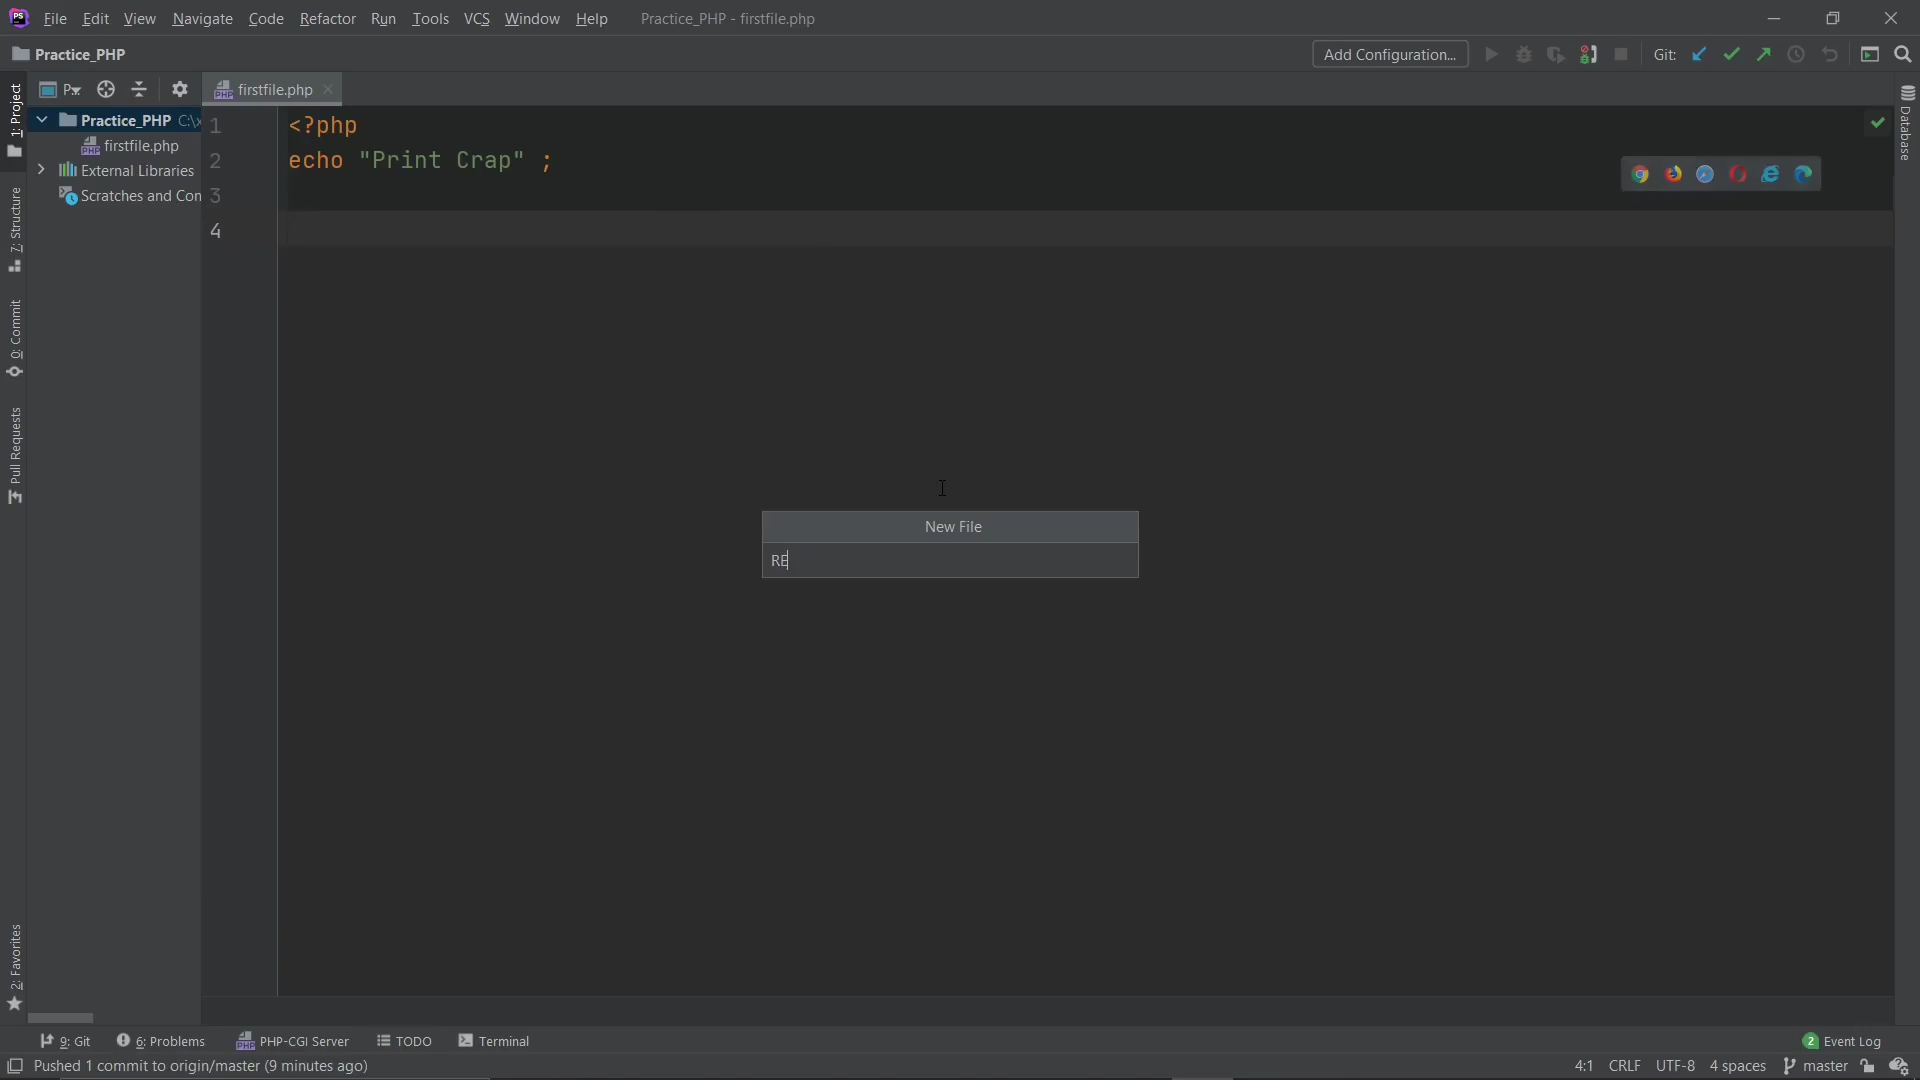 PS File Edit View Navigate Code Refactor Run Tools VCS Window Help Practice_PHP - firstfile.php
Practice_PHP Add Configuration... Git:
P... firstfile.php
1: Project
Practice_PHP C:\x
firstfile.php
External Libraries
Scratches and Con
7: Structure
0: Commit
Pull Requests
2: Favorites
1 <?php
2 echo "Print Crap" ;
3
4
Database
New File
RE
9: Git 6: Problems PHP-CGI Server TODO Terminal 2 Event Log
Pushed 1 commit to origin/master (9 minutes ago) 4:1 CRLF UTF-8 4 spaces master